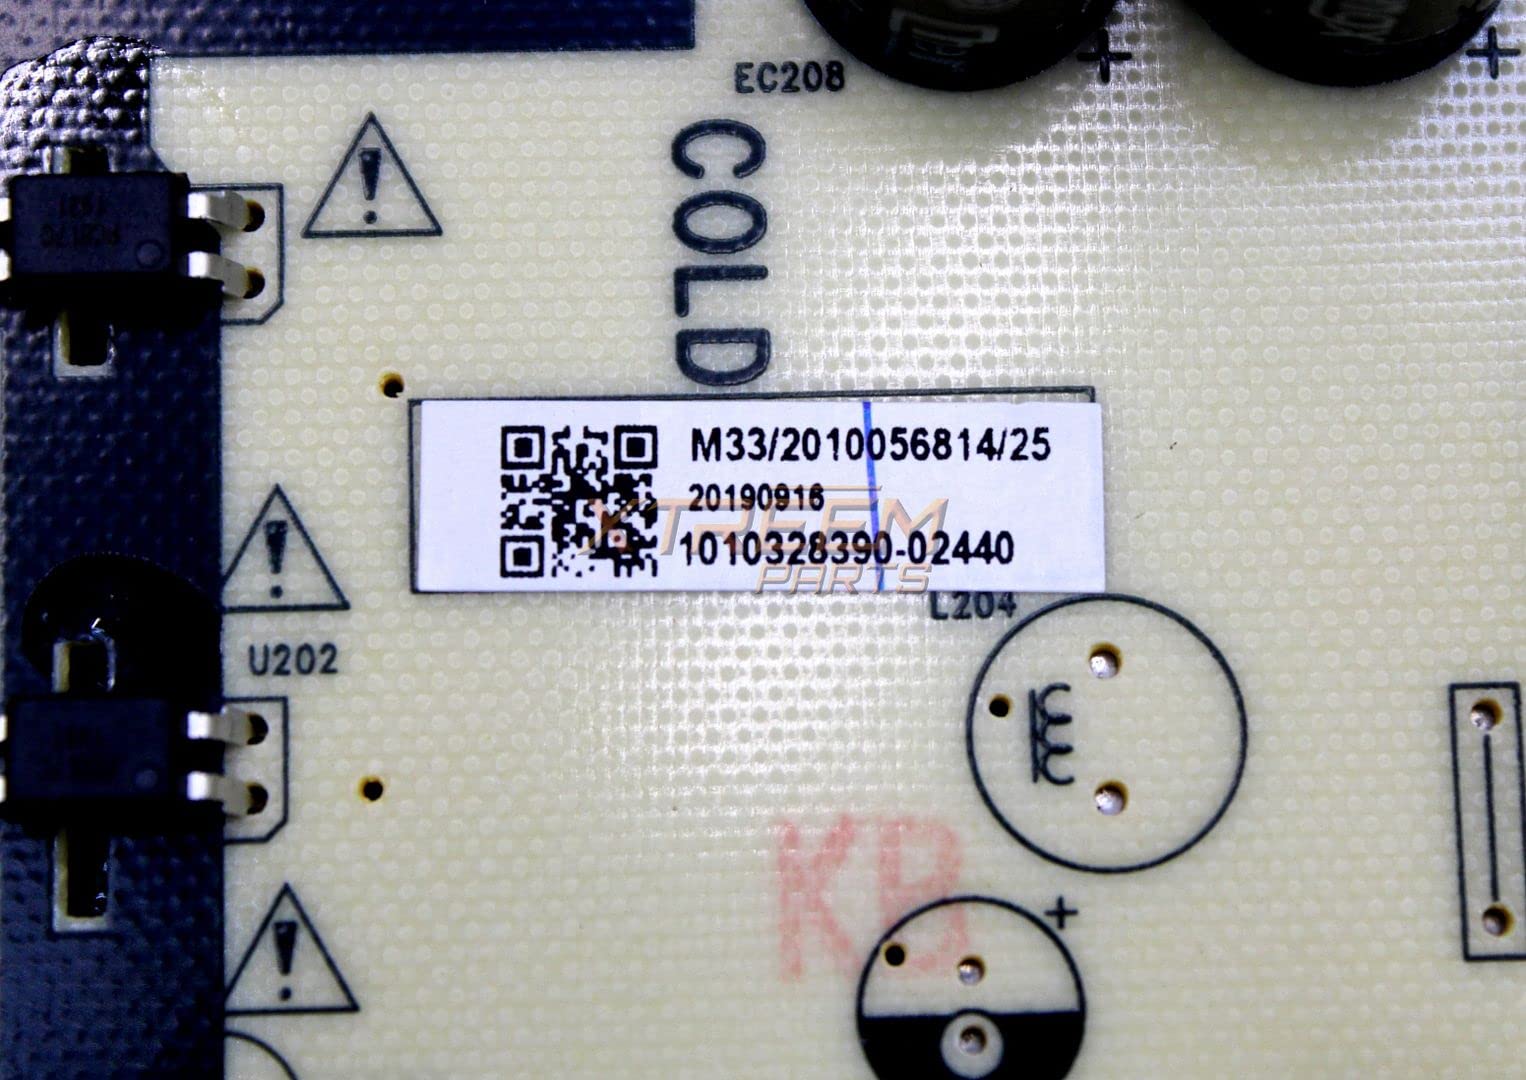 EC208
+
+
COLD
M33/2010056814/25
20190916
1010328390-02440
XTREEM
PARTS
L204
U202
KB
+